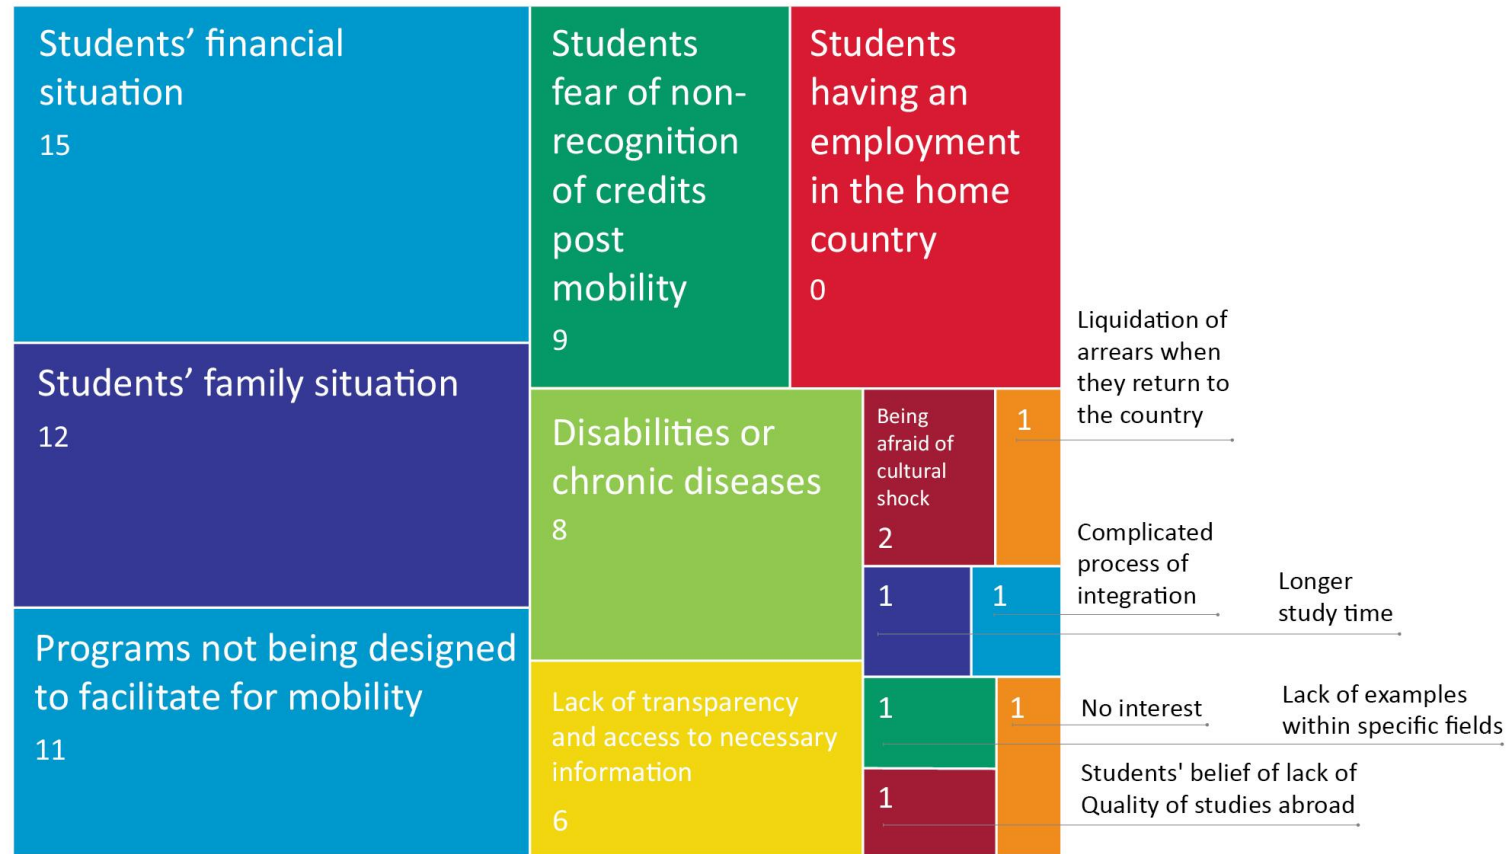 Students’ financial
situation
15
Students’ family situation
12
Programs not being designed
to facilitate for mobility
11
Students
fear of non-
recognition
of credits
post
mobility
9
Students
having an
employment
in the home
country
0
Disabilities or
chronic diseases
8
Lack of transparency
and access to necessary
information
6
Being
afraid of
cultural
shock
2
1
Liquidation of
arrears when
they return to
the country
1
1
Complicated
process of
integration
Longer
study time
1
1
No interest
Lack of examples
within specific fields
1
Students' belief of lack of
Quality of studies abroad